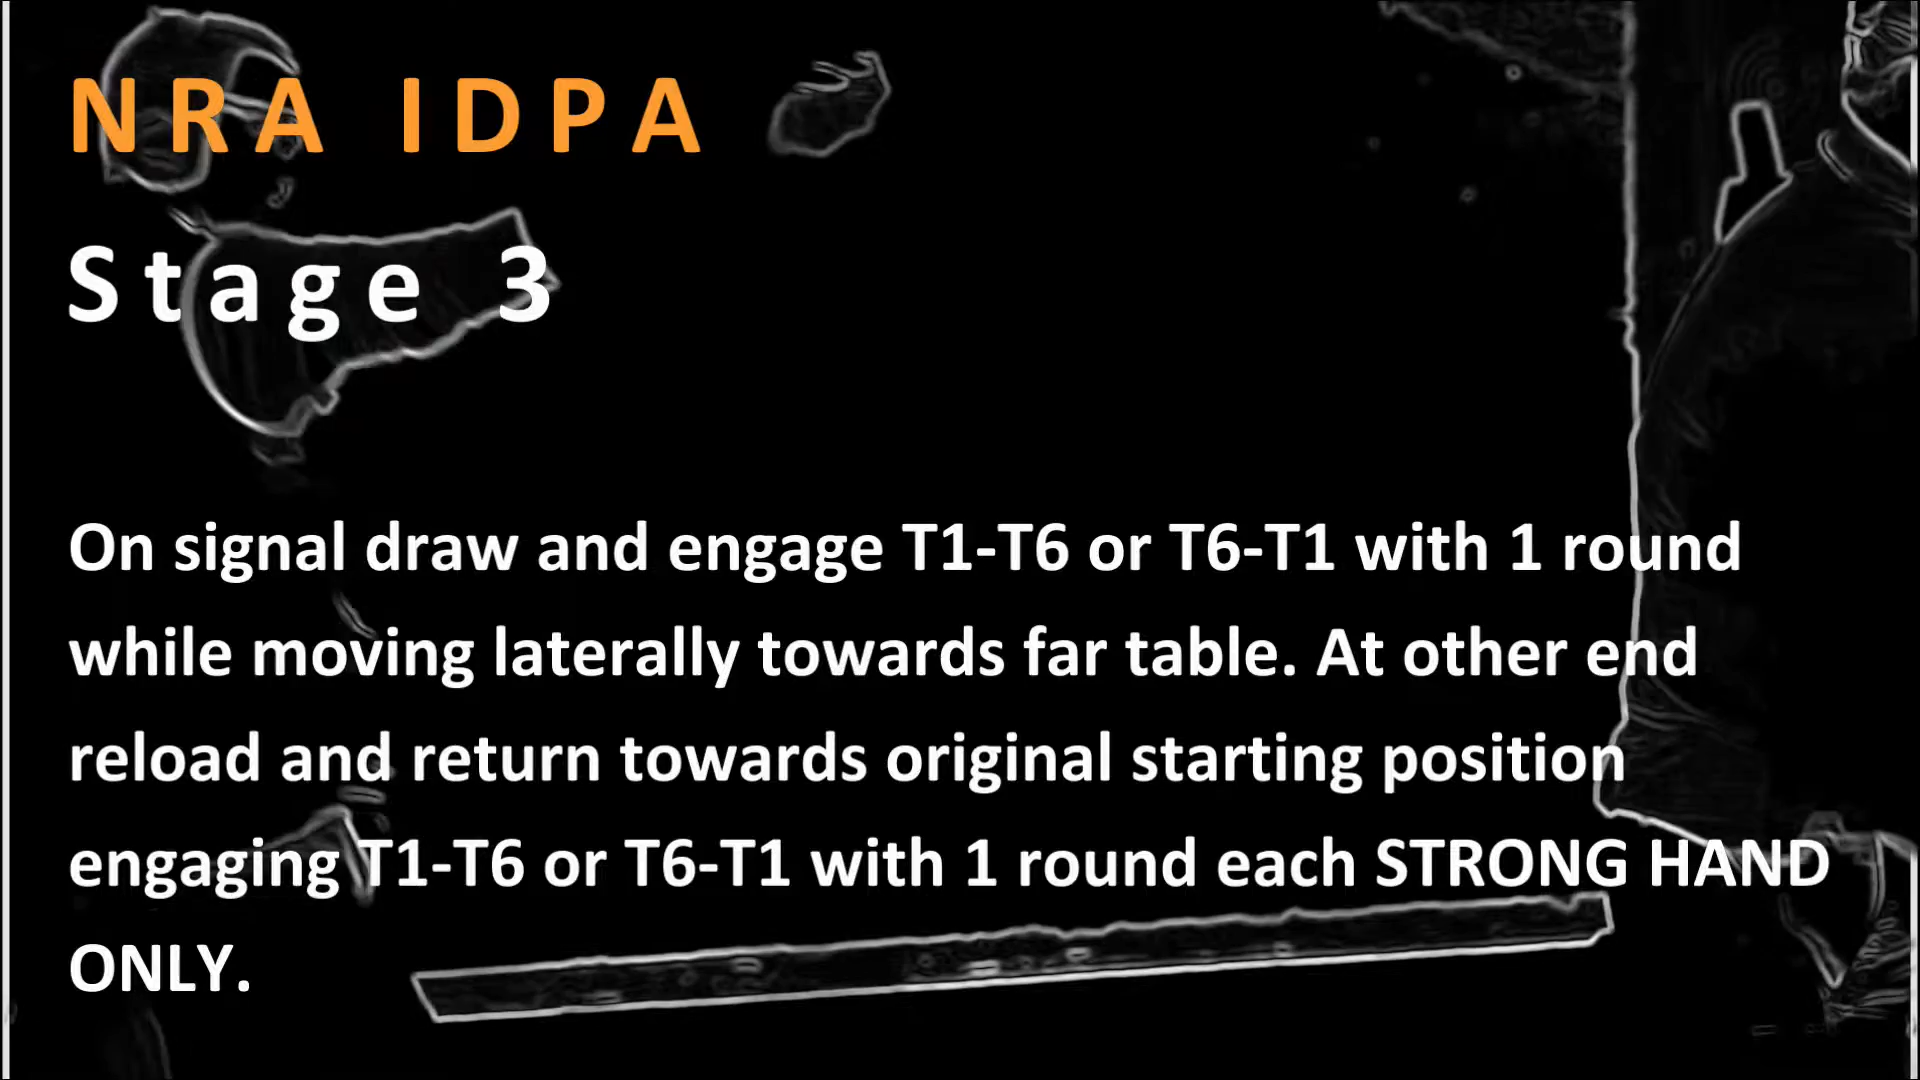 NRA IDPA
Stage 3
On signal draw and engage T1-T6 or T6-T1 with 1 round
while moving laterally towards far table. At other end
reload and return towards original starting position
engaging T1-T6 or T6-T1 with 1 round each STRONG HAND
ONLY.